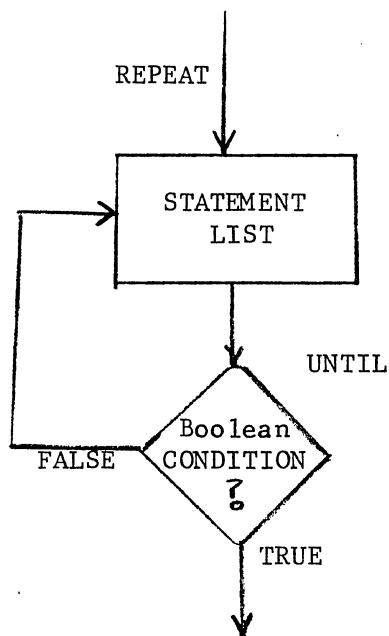 REPEAT
STATEMENT
LIST
UNTIL
Boolean
CONDITION
?
FALSE
TRUE